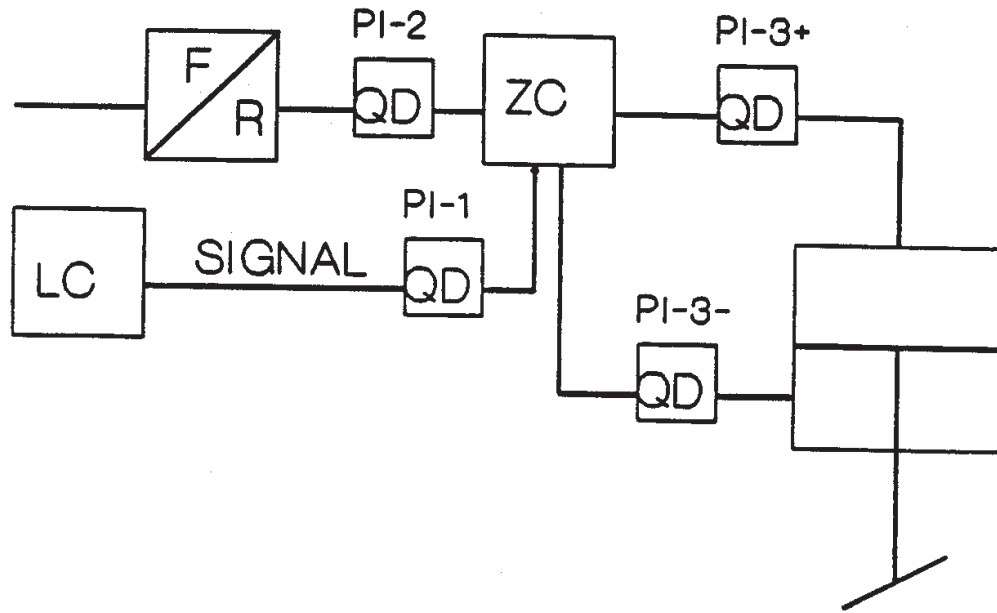 PI-2
PI-3+
F
R
QD
ZC
QD
PI-1
LC
SIGNAL
QD
PI-3-
QD